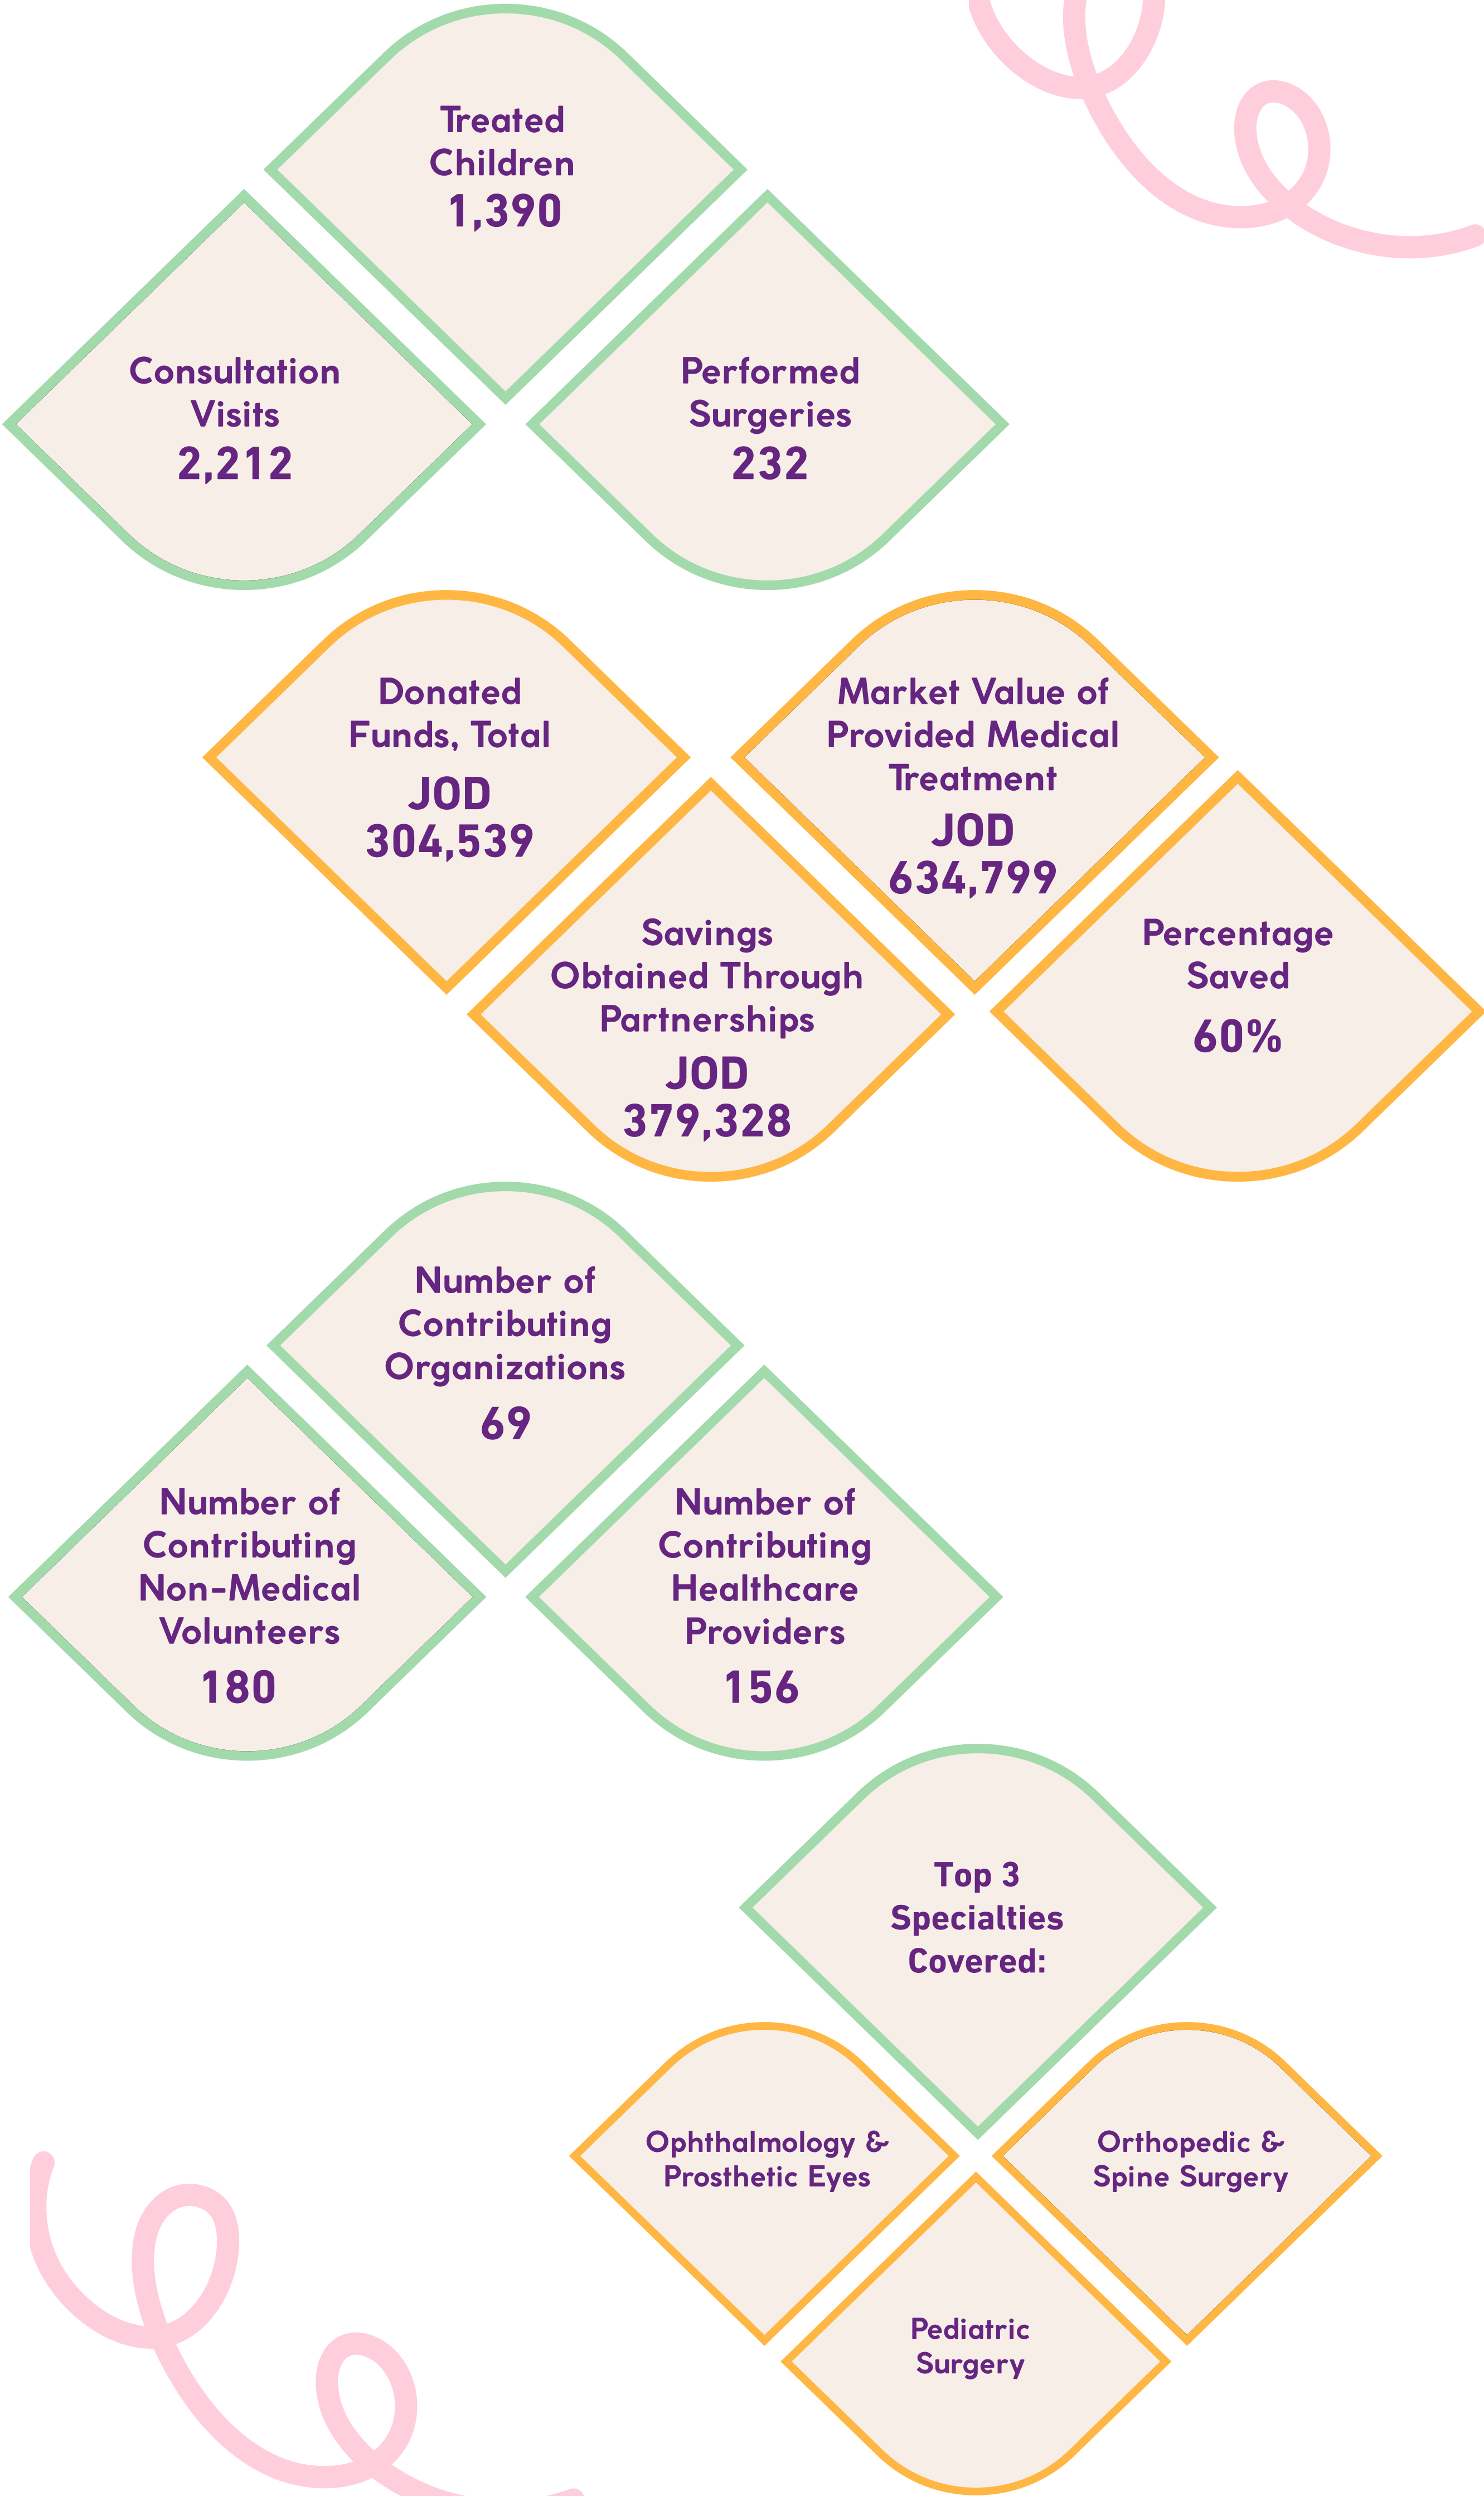 Treated
Children
1,390
Consultation
Visits
2,212
Performed
Surgeries
232
Donated
Funds, Total
JOD
304,539
Market Value of
Provided Medical
Treatment
JOD
634,799
Savings
Obtained Through
Partnerships
JOD
379,328
Percentage
Saved
60%
Number of
Contributing
Organizations
69
Number of
Contributing
Non-Medical
Volunteers
180
Number of
Contributing
Healthcare
Providers
156
Top 3
Specialties
Covered:
Ophthalmology &
Prosthetic Eyes
Orthopedic &
Spine Surgery
Pediatric
Surgery